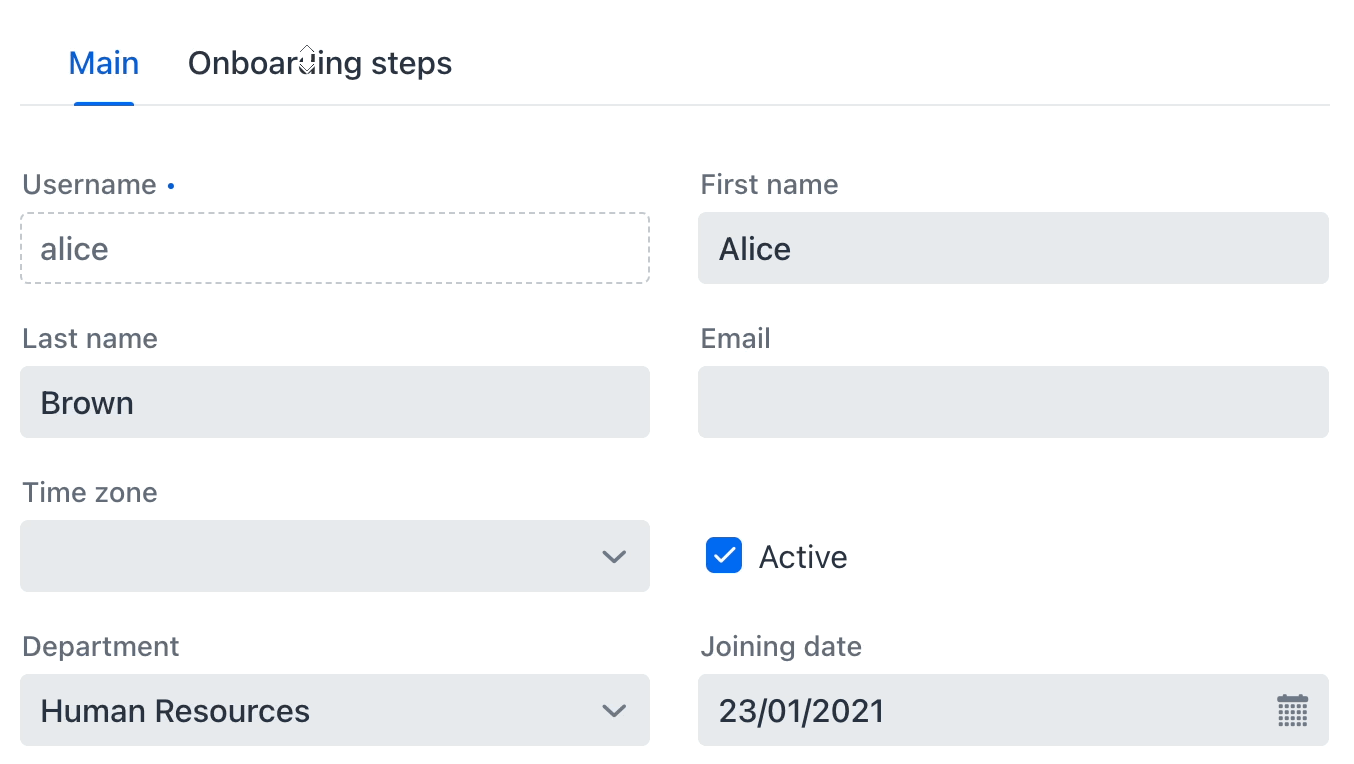 Main Onboarding steps
Username • First name
alice Alice
Last name Email
Brown
Time zone
Active
Department Joining date
Human Resources 23/01/2021